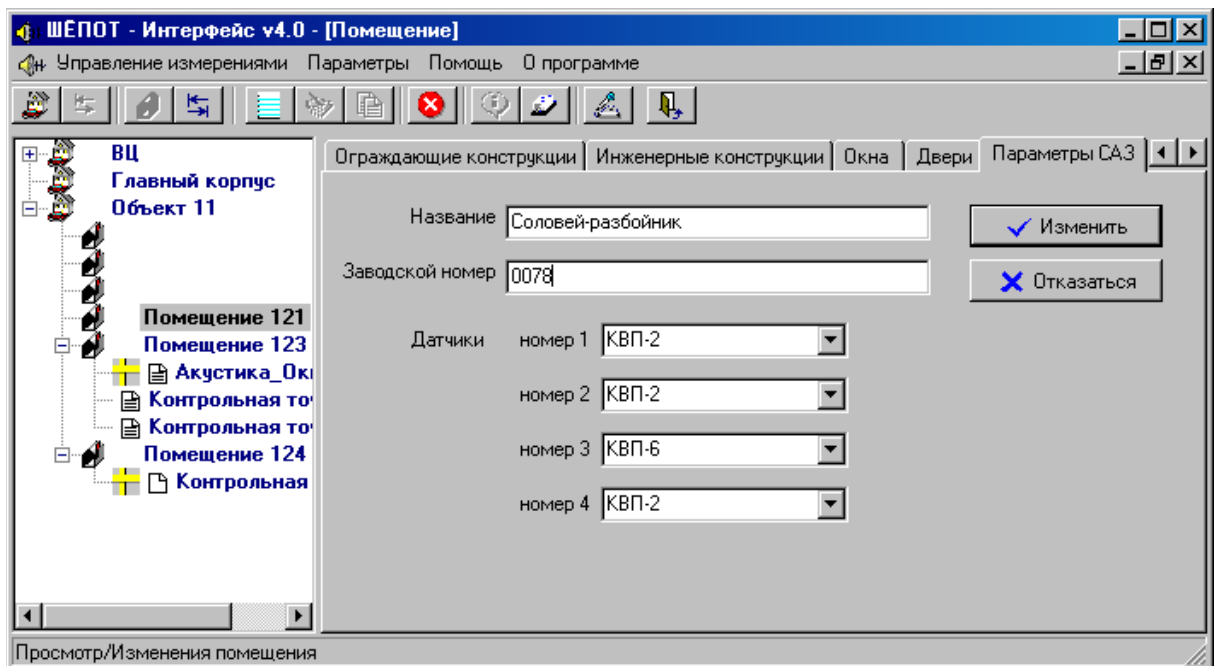 ШЁПОТ - Интерфейс v4.0 - [Помещение]
Управление измерениями Параметры Помощь О программе
ВЦ
Главный корпус
Объект 11
Помещение 121
Помещение 123
Акустика_Ок
Контрольная то
Контрольная то
Помещение 124
Контрольная
Ограждающие конструкции Инженерные конструкции Окна Двери Параметры САЗ
Название Соловей-разбойник
Изменить
Заводской номер 0078
Отказаться
Датчики номер 1 КВП-2
номер 2 КВП-2
номер 3 КВП-6
номер 4 КВП-2
Просмотр/Изменения помещения